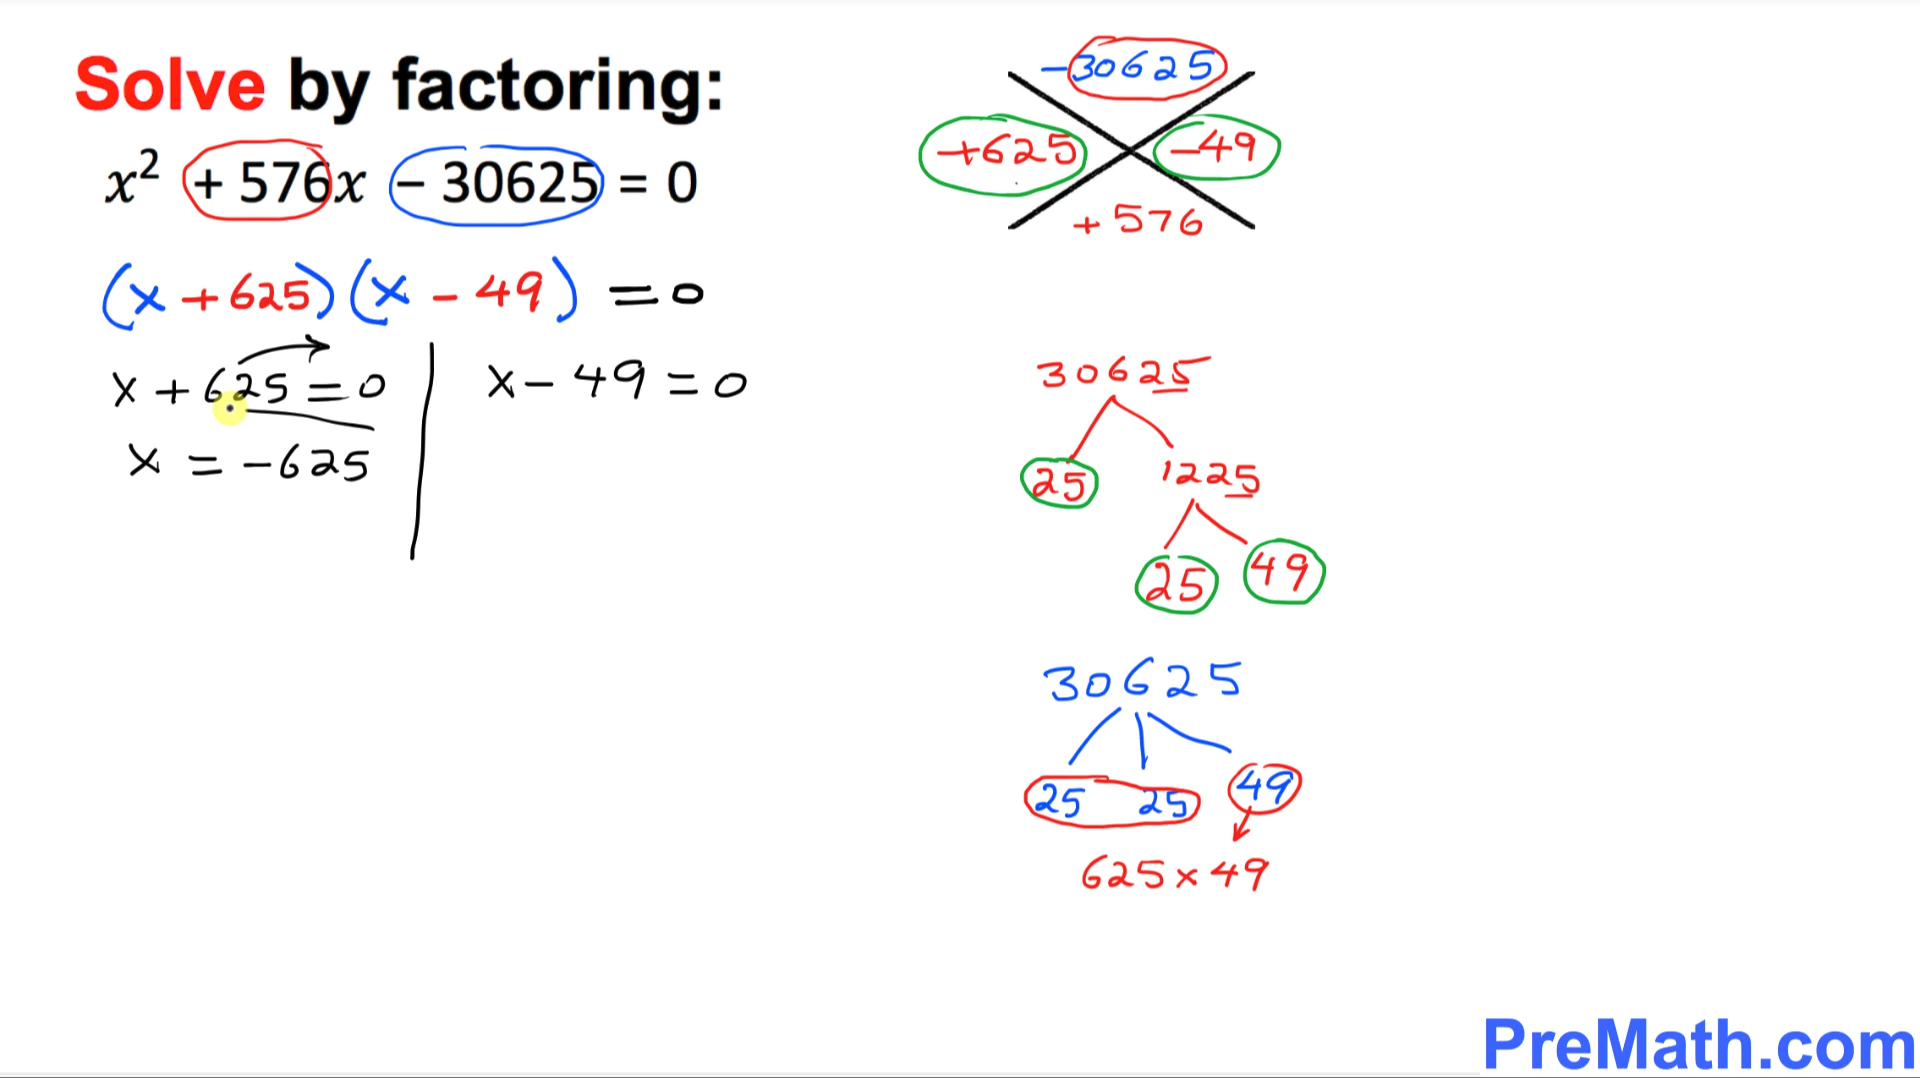 Solve by factoring:
x² + 576x − 30625 = 0
(x + 625)(x − 49) = 0
x + 625 = 0
x = −625
x − 49 = 0
−30625
+625
−49
+576
30625
25 1225
25 49
30625
25 25 49
625 × 49
PreMath.com